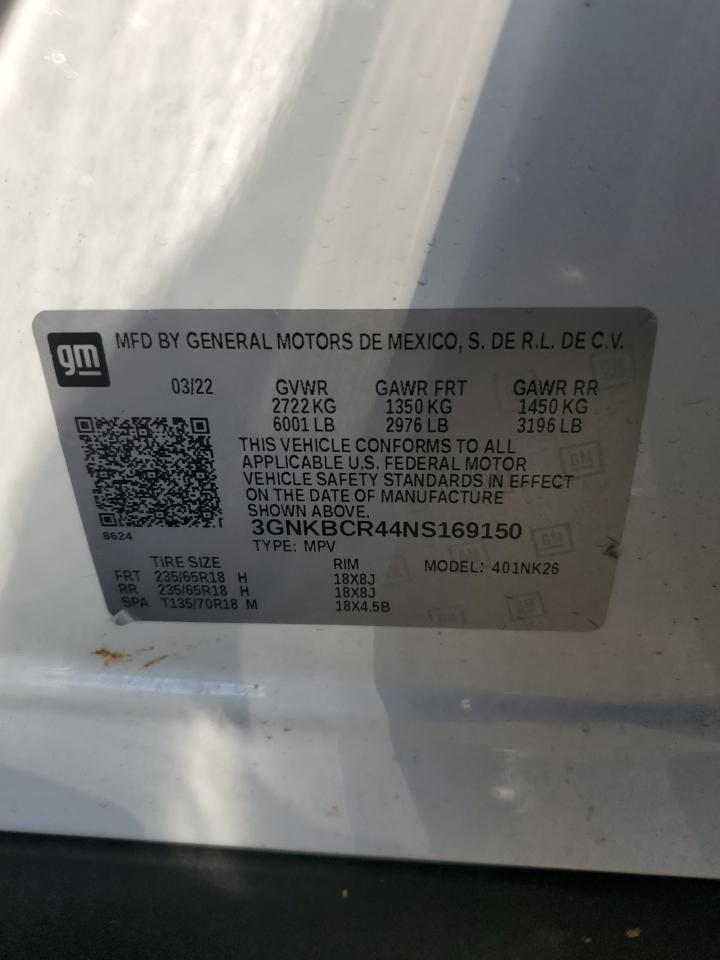 gm MFD BY GENERAL MOTORS DE MEXICO, S. DE R.L. DE C.V.
03/22 GVWR GAWR FRT GAWR RR
2722 KG 1350 KG 1450 KG
6001 LB 2976 LB 3196 LB
THIS VEHICLE CONFORMS TO ALL
APPLICABLE U.S. FEDERAL MOTOR
VEHICLE SAFETY STANDARDS IN EFFECT
ON THE DATE OF MANUFACTURE
SHOWN ABOVE.
3GNKBCR44NS169150
8624 TYPE: MPV
TIRE SIZE RIM MODEL: 401NK26
FRT 235/65R18 H 18X8J
RR 235/65R18 H 18X8J
SPA T135/70R18 M 18X4.5B